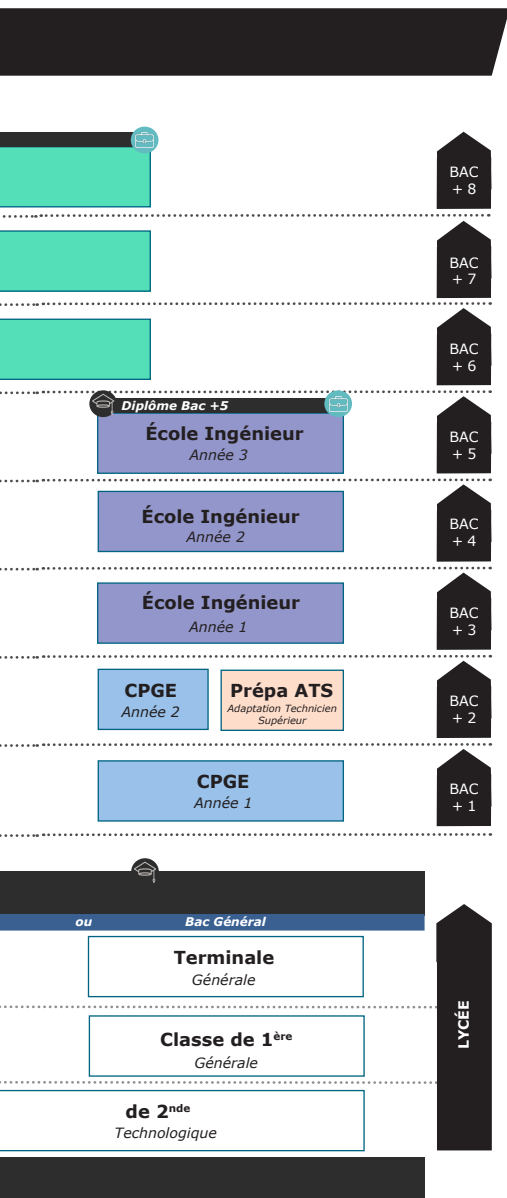 BAC
+ 8
BAC
+ 7
BAC
+ 6
Diplôme Bac +5
École Ingénieur
Année 3
BAC
+ 5
École Ingénieur
Année 2
BAC
+ 4
École Ingénieur
Année 1
BAC
+ 3
CPGE
Année 2
Prépa ATS
Adaptation Technicien
Supérieur
BAC
+ 2
CPGE
Année 1
BAC
+ 1
ou Bac Général
Terminale
Générale
Classe de 1ère
Générale
LYCÉE
de 2nde
Technologique